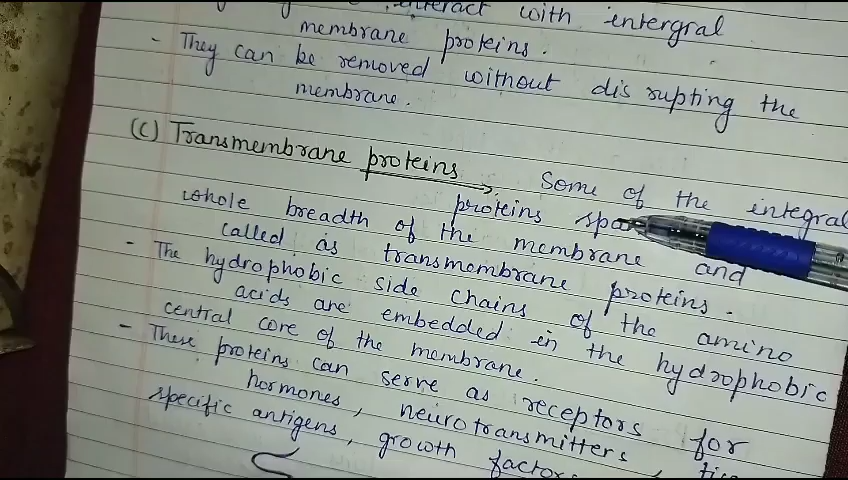 interact with intergral
membrane proteins.
- They can be removed without disrupting the
membrane.
(C) Transmembrane proteins → Some of the integral
proteins span
whole breadth of the membrane and
called as transmembrane proteins.
- The hydrophobic side chains of the amino
acids are embedded in the hydrophobic
central core of the membrane.
- These proteins can serve as receptors for
hormones, neurotransmitters,
specific antigens, growth factors